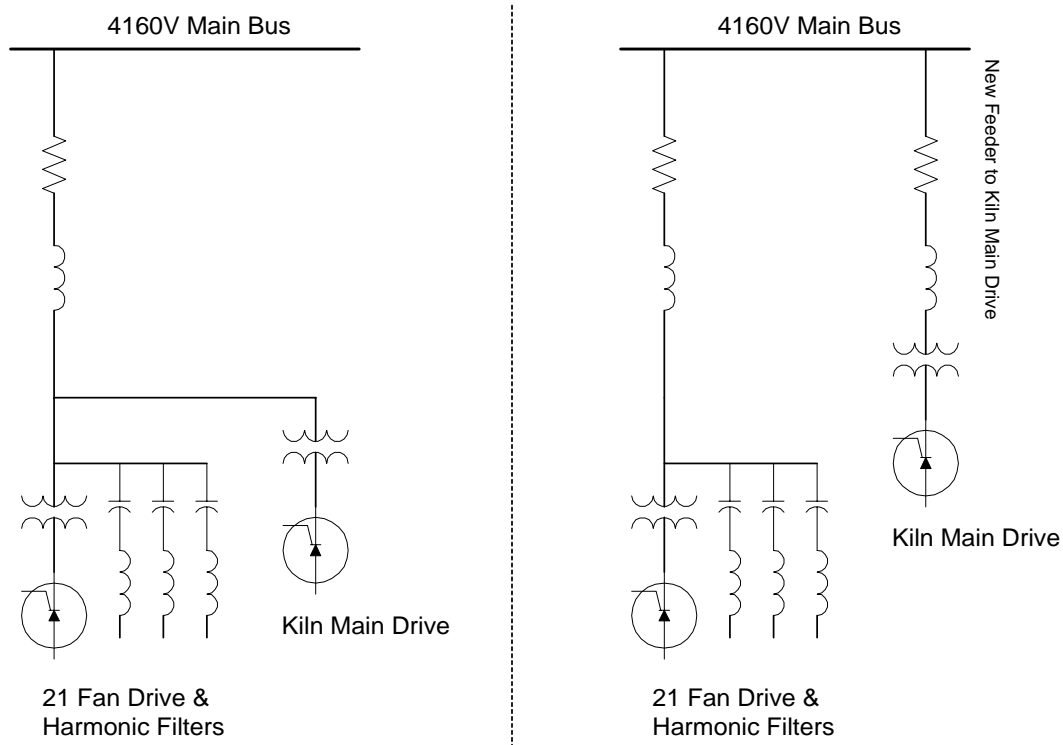 4160V Main Bus
Kiln Main Drive
21 Fan Drive &
Harmonic Filters
4160V Main Bus
New Feeder to Kiln Main Drive
Kiln Main Drive
21 Fan Drive &
Harmonic Filters